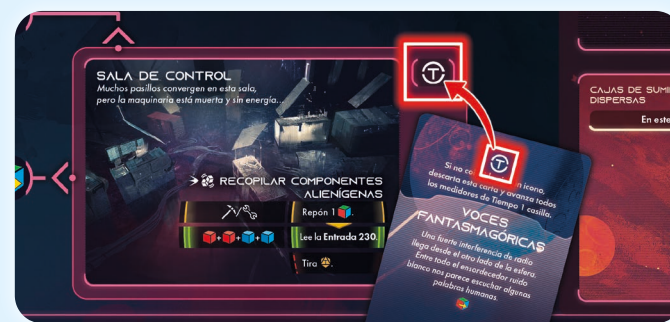 SALA DE CONTROL
Muchos pasillos convergen en esta sala,
pero la maquinaria está muerta y sin energía...
RECOPILAR COMPONENTES
ALIENÍGENAS
Repón 1
Lee la Entrada 230.
Tira
T
T
Si no
icono,
descarta esta carta y avanza todos
los medidores de Tiempo 1 casilla.
VOCES
FANTASMAGÓRICAS
Una fuerte interferencia de radio
llega desde el otro lado de la esfera.
Entre todo el ensordecedor ruido
blanco nos parece escuchar algunas
palabras humanas.
CAJAS DE SUMI
DISPERSAS
En este